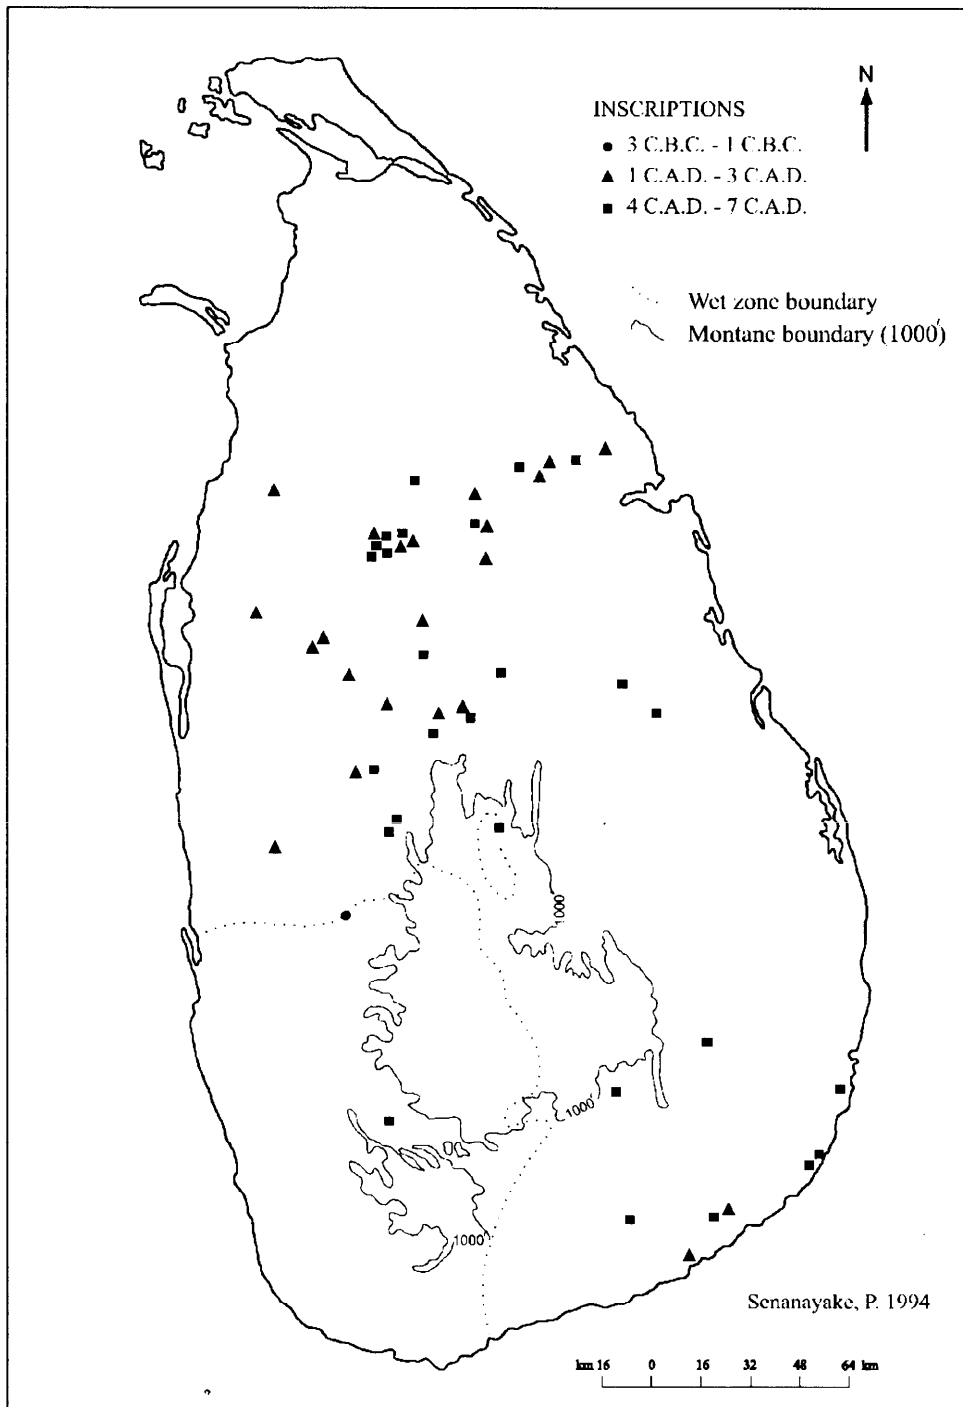 N
INSCRIPTIONS
3 C.B.C. - 1 C.B.C.
1 C.A.D. - 3 C.A.D.
4 C.A.D. - 7 C.A.D.
Wet zone boundary
Montane boundary (1000')
1000
1000'
1000'
Senanayake, P. 1994
km 16 0 16 32 48 64 km